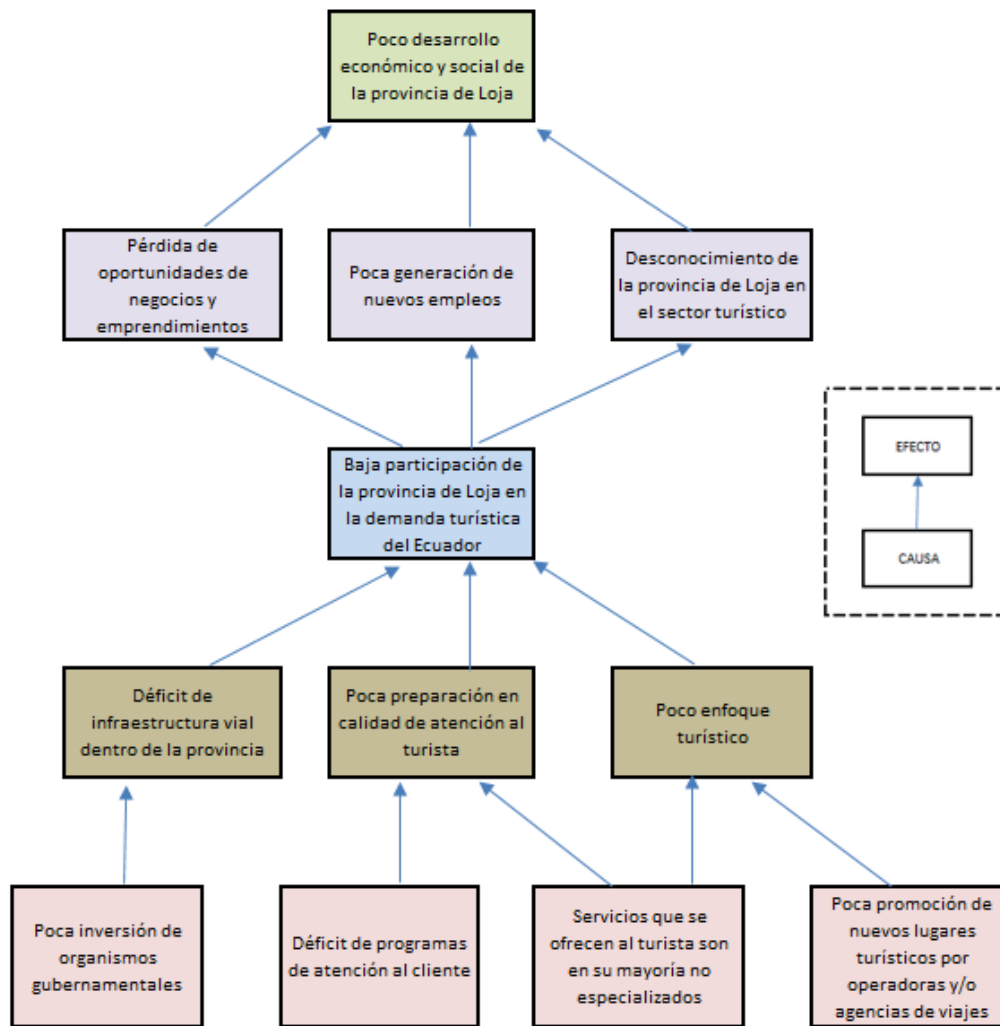 Poco desarrollo
económico y social de
la provincia de Loja
Pérdida de
oportunidades de
negocios y
emprendimientos
Poca generación de
nuevos empleos
Desconocimiento de
la provincia de Loja en
el sector turístico
Baja participación de
la provincia de Loja en
la demanda turística
del Ecuador
EFECTO
CAUSA
Déficit de
infraestructura vial
dentro de la provincia
Poca preparación en
calidad de atención al
turista
Poco enfoque
turístico
Poca inversión de
organismos
gubernamentales
Déficit de programas
de atención al cliente
Servicios que se
ofrecen al turista son
en su mayoría no
especializados
Poca promoción de
nuevos lugares
turísticos por
operadoras y/o
agencias de viajes